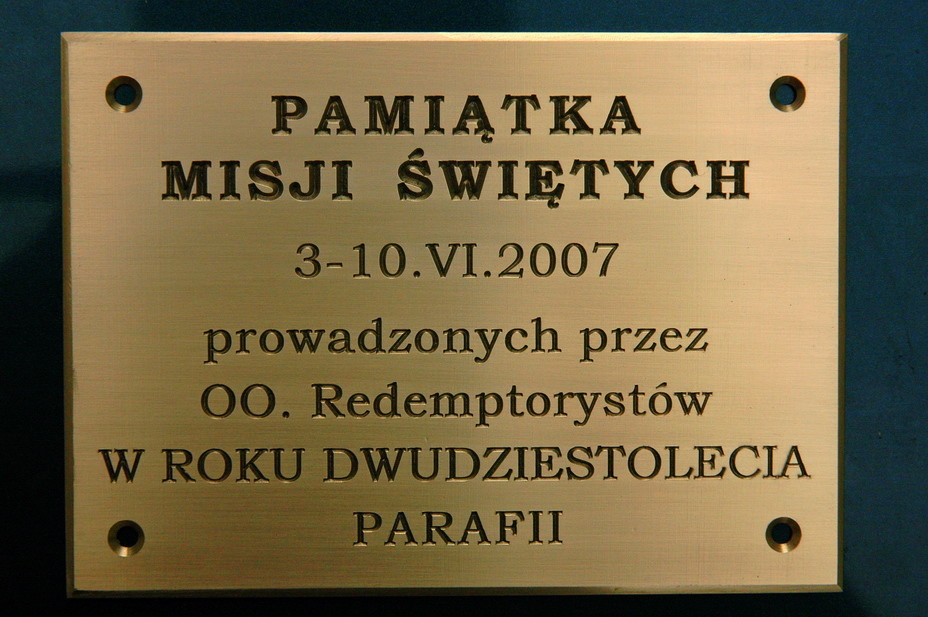 PAMIĄTKA
MISJI ŚWIĘTYCH
3-10.VI.2007
prowadzonych przez
OO. Redemptorystów
W ROKU DWUDZIESTOLECIA
PARAFII